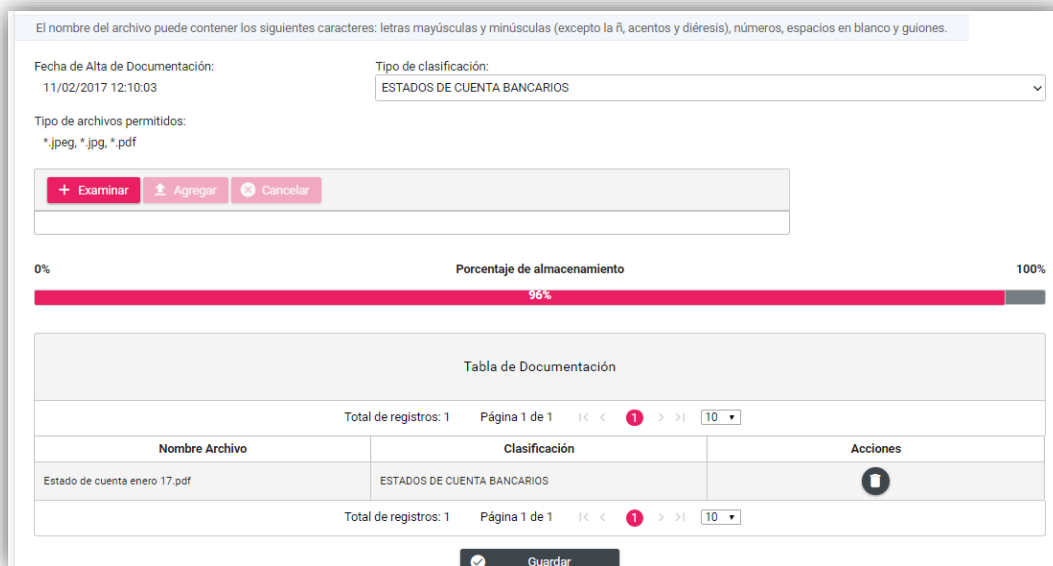 El nombre del archivo puede contener los siguientes caracteres: letras mayúsculas y minúsculas (excepto la ñ, acentos y diéresis), números, espacios en blanco y guiones.
Fecha de Alta de Documentación: Tipo de clasificación:
11/02/2017 12:10:03 ESTADOS DE CUENTA BANCARIOS
Tipo de archivos permitidos:
*.jpeg, *.jpg, *.pdf
+ Examinar Agregar Cancelar
0% Porcentaje de almacenamiento 100%
96%
Tabla de Documentación
Total de registros: 1 Página 1 de 1 1 10
Nombre Archivo Clasificación Acciones
Estado de cuenta enero 17.pdf ESTADOS DE CUENTA BANCARIOS
Total de registros: 1 Página 1 de 1 1 10
Guardar